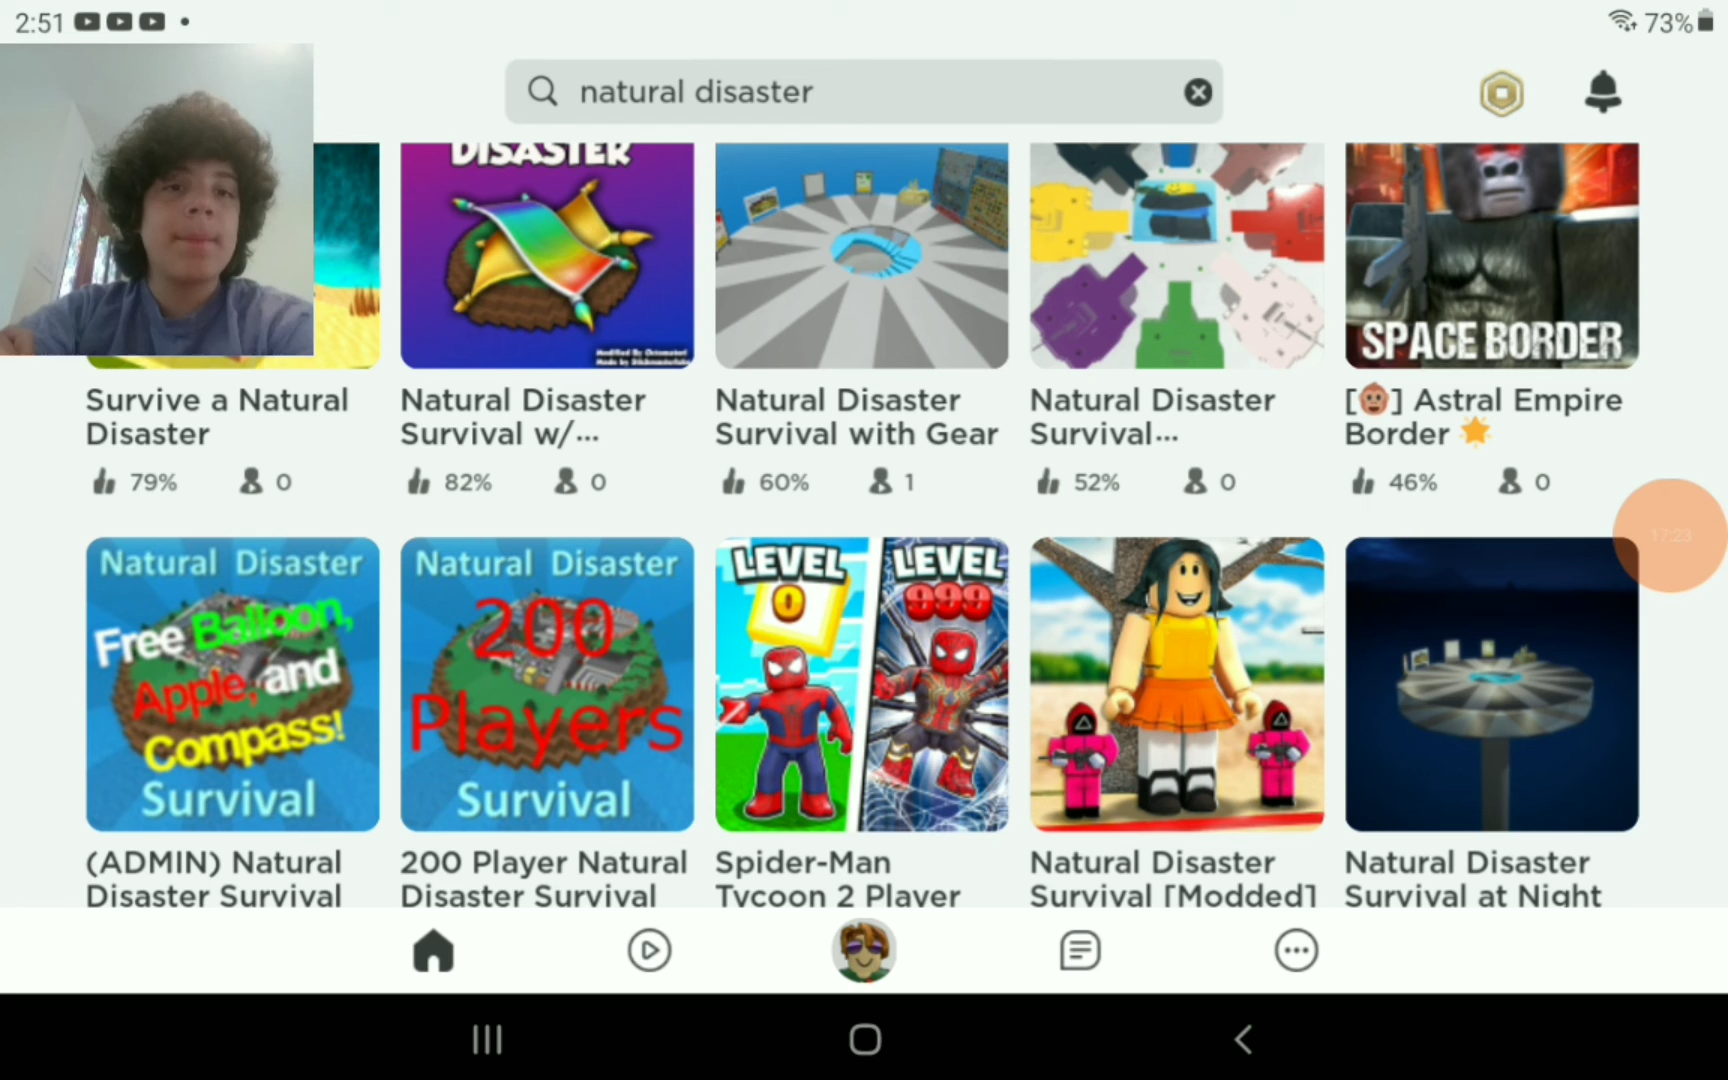 2:51
73%
natural disaster
DISASTER
SPACE BORDER
Survive a Natural
Disaster
Natural Disaster
Survival w/...
Natural Disaster
Survival with Gear
Natural Disaster
Survival...
[🐵] Astral Empire
Border 🌟
79% 0
82% 0
60% 1
52% 0
46% 0
17:23
Natural Disaster
Free Balloon,
Apple, and
Compass!
Survival
Natural Disaster
200
Players
Survival
LEVEL
0
LEVEL
999
(ADMIN) Natural
Disaster Survival
200 Player Natural
Disaster Survival
Spider-Man
Tycoon 2 Player
Natural Disaster
Survival [Modded]
Natural Disaster
Survival at Night